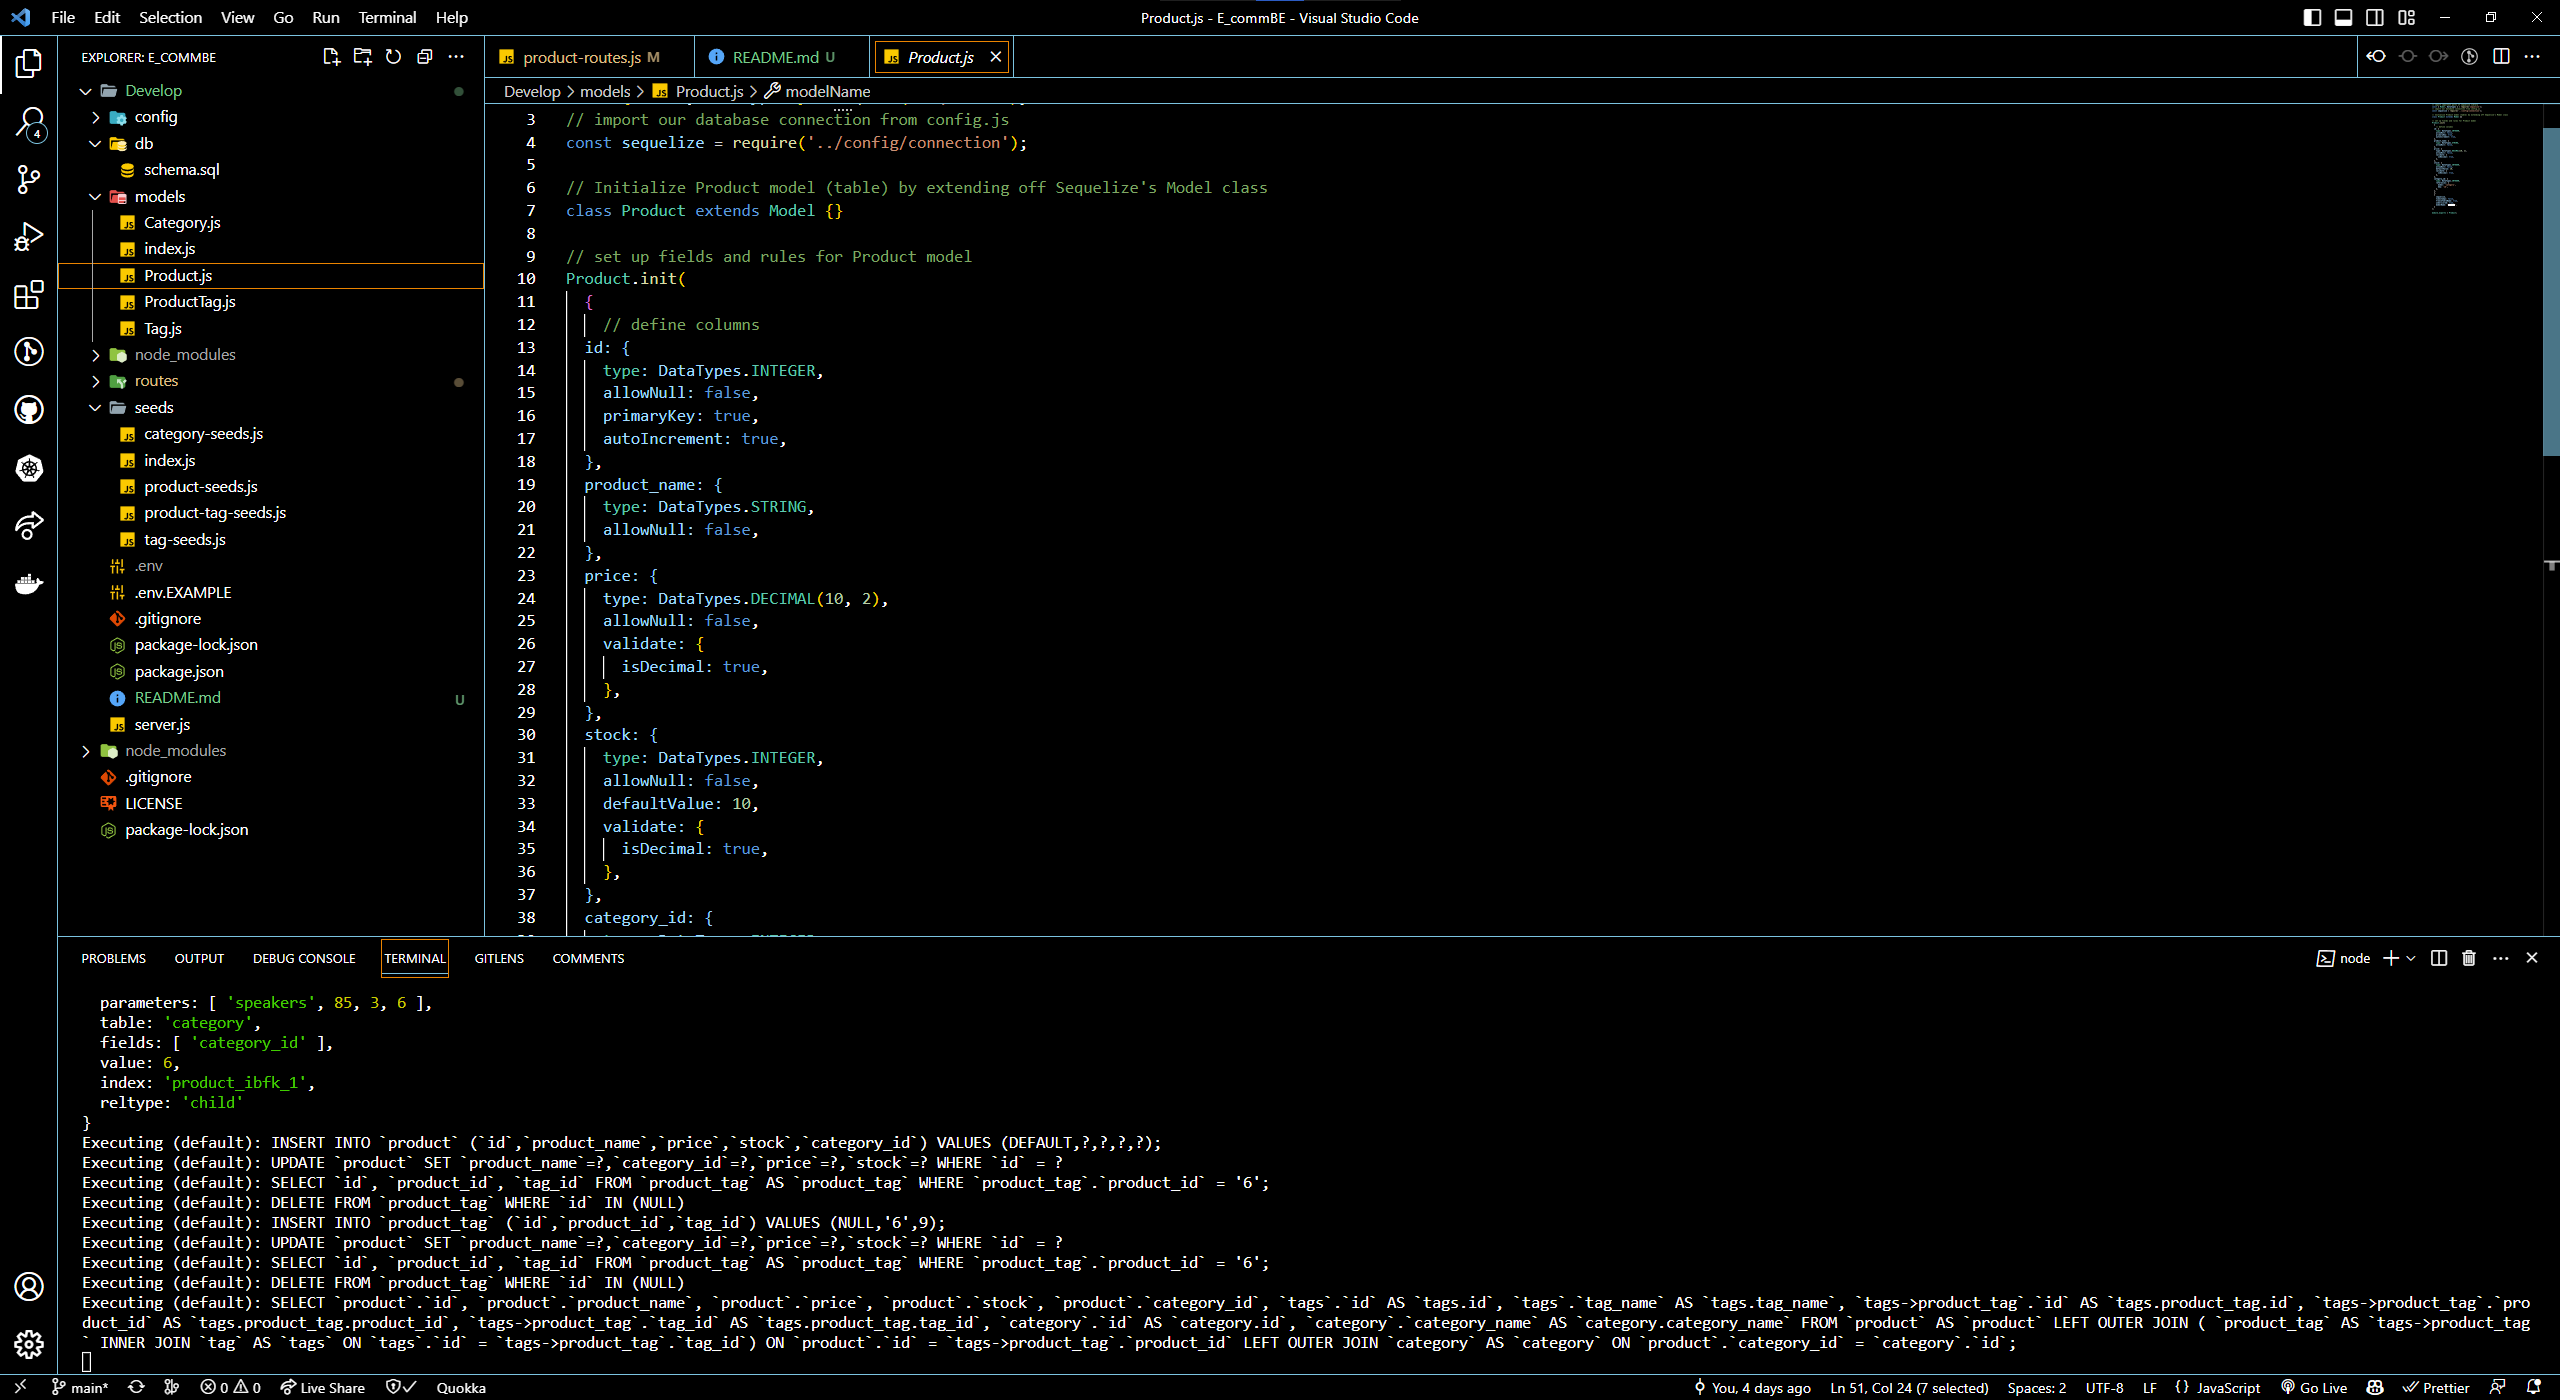 File Edit Selection View Go Run Terminal Help
Product.js - E_commBE - Visual Studio Code
EXPLORER: E_COMMBE
Develop
config
db
schema.sql
models
Category.js
index.js
Product.js
ProductTag.js
Tag.js
node_modules
routes
seeds
category-seeds.js
index.js
product-seeds.js
product-tag-seeds.js
tag-seeds.js
.env
.env.EXAMPLE
.gitignore
package-lock.json
package.json
README.md U
server.js
node_modules
.gitignore
LICENSE
package-lock.json
4
product-routes.js M
README.md U
Product.js
Develop > models > Product.js > modelName
3 // import our database connection from config.js
4 const sequelize = require('../config/connection');
5
6 // Initialize Product model (table) by extending off Sequelize's Model class
7 class Product extends Model {}
8
9 // set up fields and rules for Product model
10 Product.init(
11 {
12 // define columns
13 id: {
14 type: DataTypes.INTEGER,
15 allowNull: false,
16 primaryKey: true,
17 autoIncrement: true,
18 },
19 product_name: {
20 type: DataTypes.STRING,
21 allowNull: false,
22 },
23 price: {
24 type: DataTypes.DECIMAL(10, 2),
25 allowNull: false,
26 validate: {
27 isDecimal: true,
28 },
29 },
30 stock: {
31 type: DataTypes.INTEGER,
32 allowNull: false,
33 defaultValue: 10,
34 validate: {
35 isDecimal: true,
36 },
37 },
38 category_id: {
PROBLEMS OUTPUT DEBUG CONSOLE TERMINAL GITLENS COMMENTS
node
parameters: [ 'speakers', 85, 3, 6 ],
table: 'category',
fields: [ 'category_id' ],
value: 6,
index: 'product_ibfk_1',
reltype: 'child'
}
Executing (default): INSERT INTO `product` (`id`,`product_name`,`price`,`stock`,`category_id`) VALUES (DEFAULT,?,?,?,?);
Executing (default): UPDATE `product` SET `product_name`=?,`category_id`=?,`price`=?,`stock`=? WHERE `id` = ?
Executing (default): SELECT `id`, `product_id`, `tag_id` FROM `product_tag` AS `product_tag` WHERE `product_tag`.`product_id` = '6';
Executing (default): DELETE FROM `product_tag` WHERE `id` IN (NULL)
Executing (default): INSERT INTO `product_tag` (`id`,`product_id`,`tag_id`) VALUES (NULL,'6',9);
Executing (default): UPDATE `product` SET `product_name`=?,`category_id`=?,`price`=?,`stock`=? WHERE `id` = ?
Executing (default): SELECT `id`, `product_id`, `tag_id` FROM `product_tag` AS `product_tag` WHERE `product_tag`.`product_id` = '6';
Executing (default): DELETE FROM `product_tag` WHERE `id` IN (NULL)
Executing (default): SELECT `product`.`id`, `product`.`product_name`, `product`.`price`, `product`.`stock`, `product`.`category_id`, `tags`.`id` AS `tags.id`, `tags`.`tag_name` AS `tags.tag_name`, `tags->product_tag`.`id` AS `tags.product_tag.id`, `tags->product_tag`.`pro
duct_id` AS `tags.product_tag.product_id`, `tags->product_tag`.`tag_id` AS `tags.product_tag.tag_id`, `category`.`id` AS `category.id`, `category`.`category_name` AS `category.category_name` FROM `product` AS `product` LEFT OUTER JOIN ( `product_tag` AS `tags->product_tag
` INNER JOIN `tag` AS `tags` ON `tags`.`id` = `tags->product_tag`.`tag_id`) ON `product`.`id` = `tags->product_tag`.`product_id` LEFT OUTER JOIN `category` AS `category` ON `product`.`category_id` = `category`.`id`;
main* 0 0 Live Share Quokka
You, 4 days ago Ln 51, Col 24 (7 selected) Spaces: 2 UTF-8 LF {} JavaScript Go Live Prettier